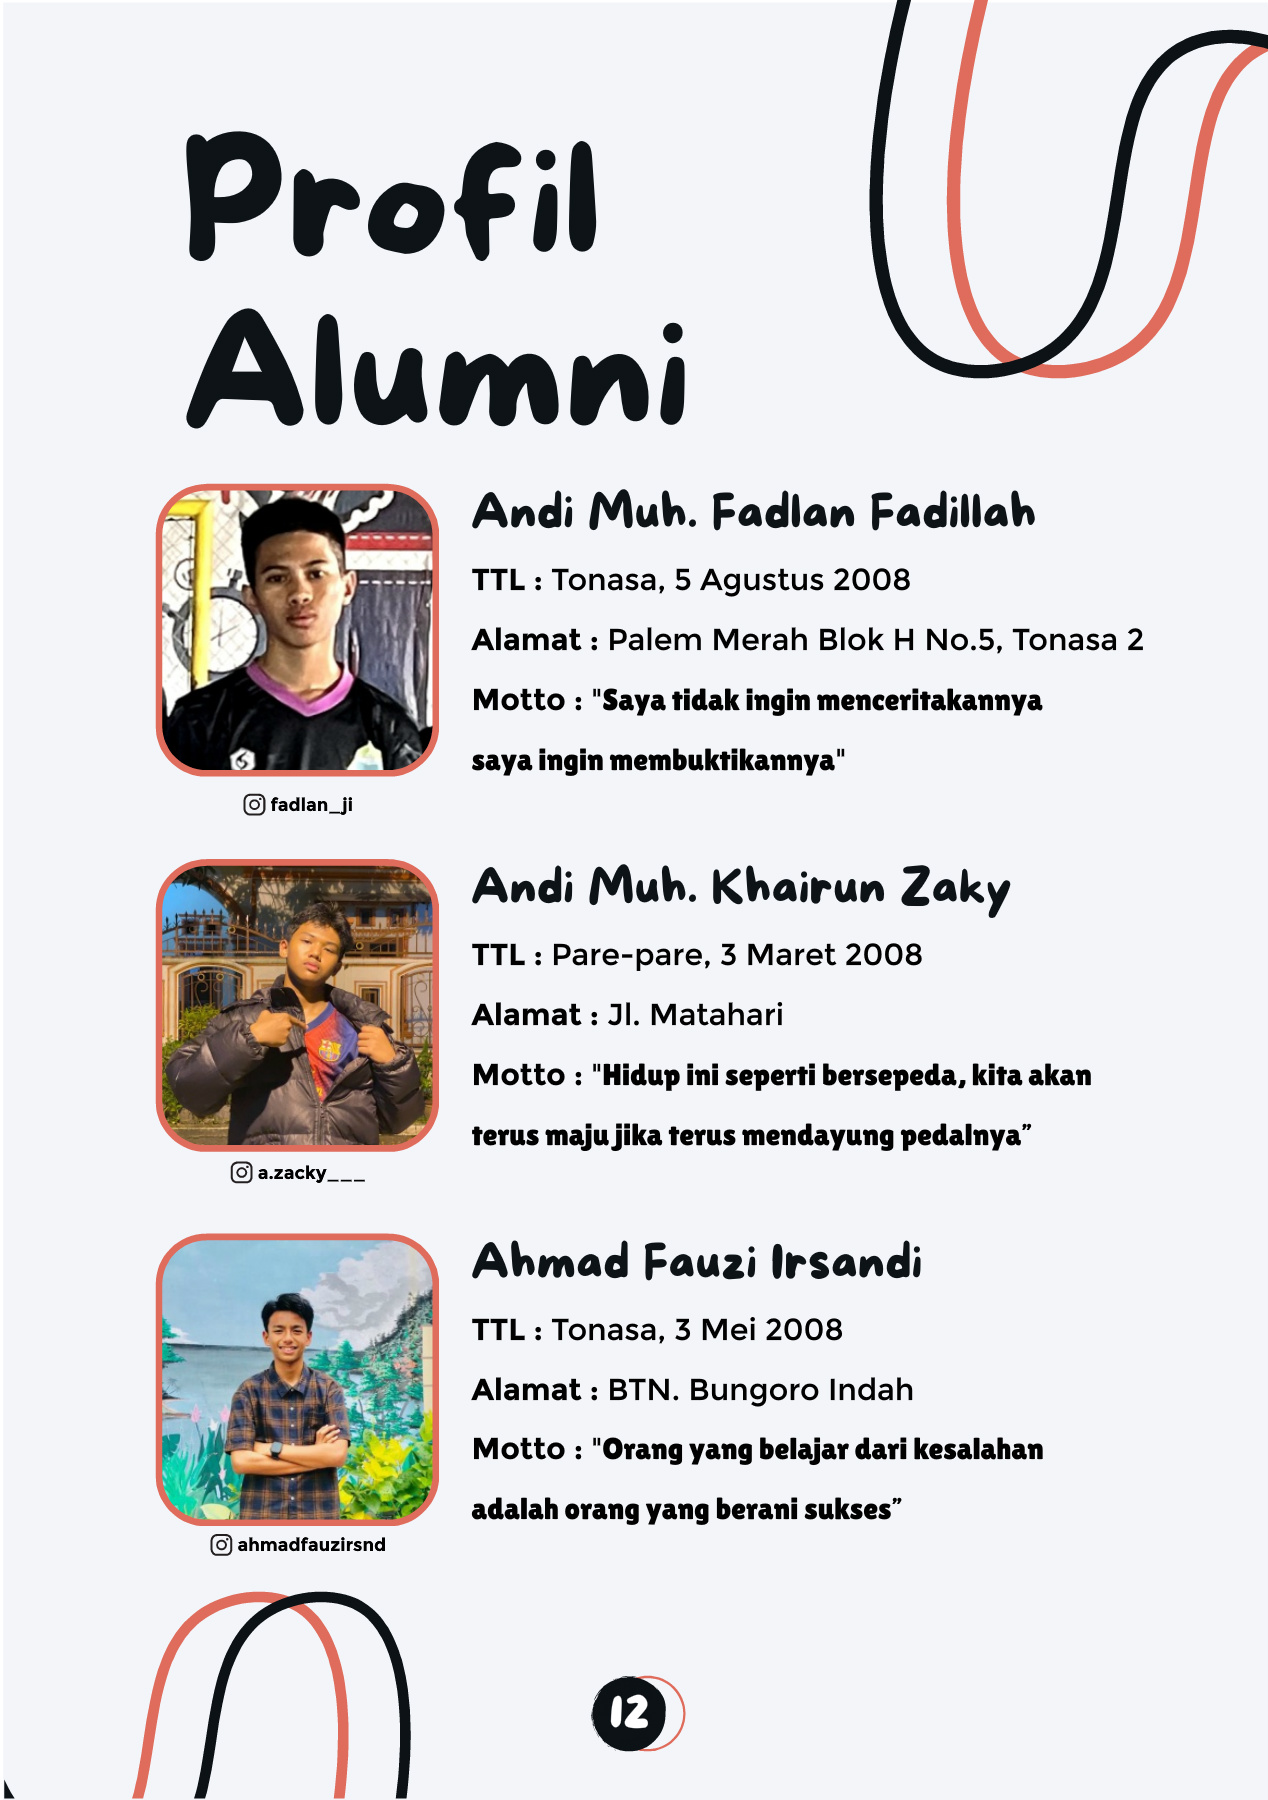 Profil
Alumni
Andi Muh. Fadlan Fadillah
TTL : Tonasa, 5 Agustus 2008
Alamat : Palem Merah Blok H No.5, Tonasa 2
Motto : "Saya tidak ingin menceritakannya
saya ingin membuktikannya"
fadlan_ji
Andi Muh. Khairun Zaky
TTL : Pare-pare, 3 Maret 2008
Alamat : Jl. Matahari
Motto : "Hidup ini seperti bersepeda, kita akan
terus maju jika terus mendayung pedalnya”
a.zacky___
Ahmad Fauzi Irsandi
TTL : Tonasa, 3 Mei 2008
Alamat : BTN. Bungoro Indah
Motto : "Orang yang belajar dari kesalahan
adalah orang yang berani sukses”
ahmadfauzirsnd
12